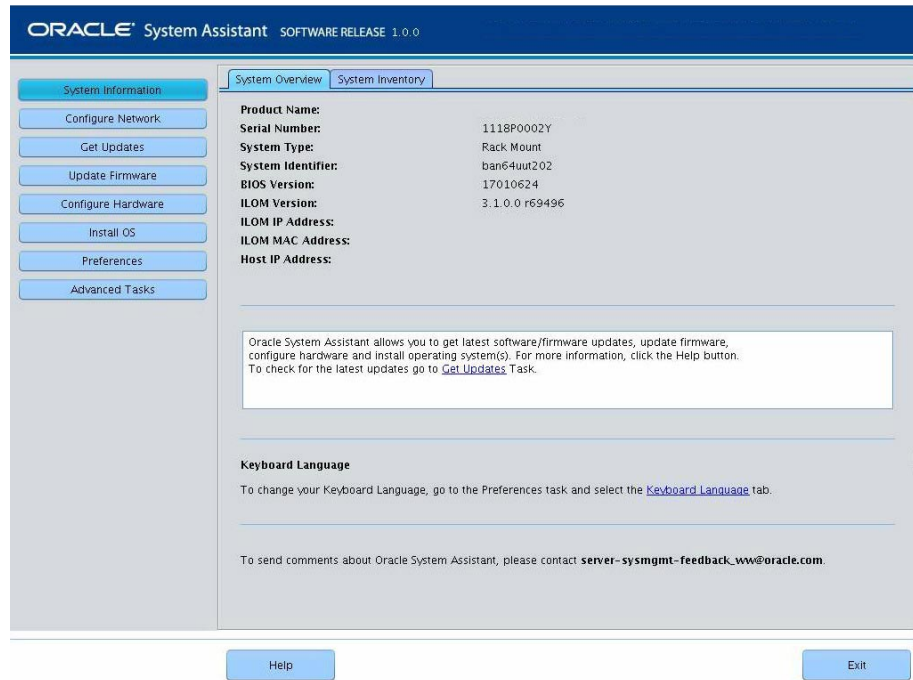 ORACLE System Assistant SOFTWARE RELEASE 1.0.0
System Information
Configure Network
Get Updates
Update Firmware
Configure Hardware
Install OS
Preferences
Advanced Tasks
System Overview System Inventory
Product Name:
Serial Number: 1118P0002Y
System Type: Rack Mount
System Identifier: ban64uut202
BIOS Version: 17010624
ILOM Version: 3.1.0.0 r69496
ILOM IP Address:
ILOM MAC Address:
Host IP Address:
Oracle System Assistant allows you to get latest software/firmware updates, update firmware,
configure hardware and install operating system(s). For more information, click the Help button.
To check for the latest updates go to Get Updates Task.
Keyboard Language
To change your Keyboard Language, go to the Preferences task and select the Keyboard Language tab.
To send comments about Oracle System Assistant, please contact server-sysmgmt-feedback_ww@oracle.com.
Help Exit